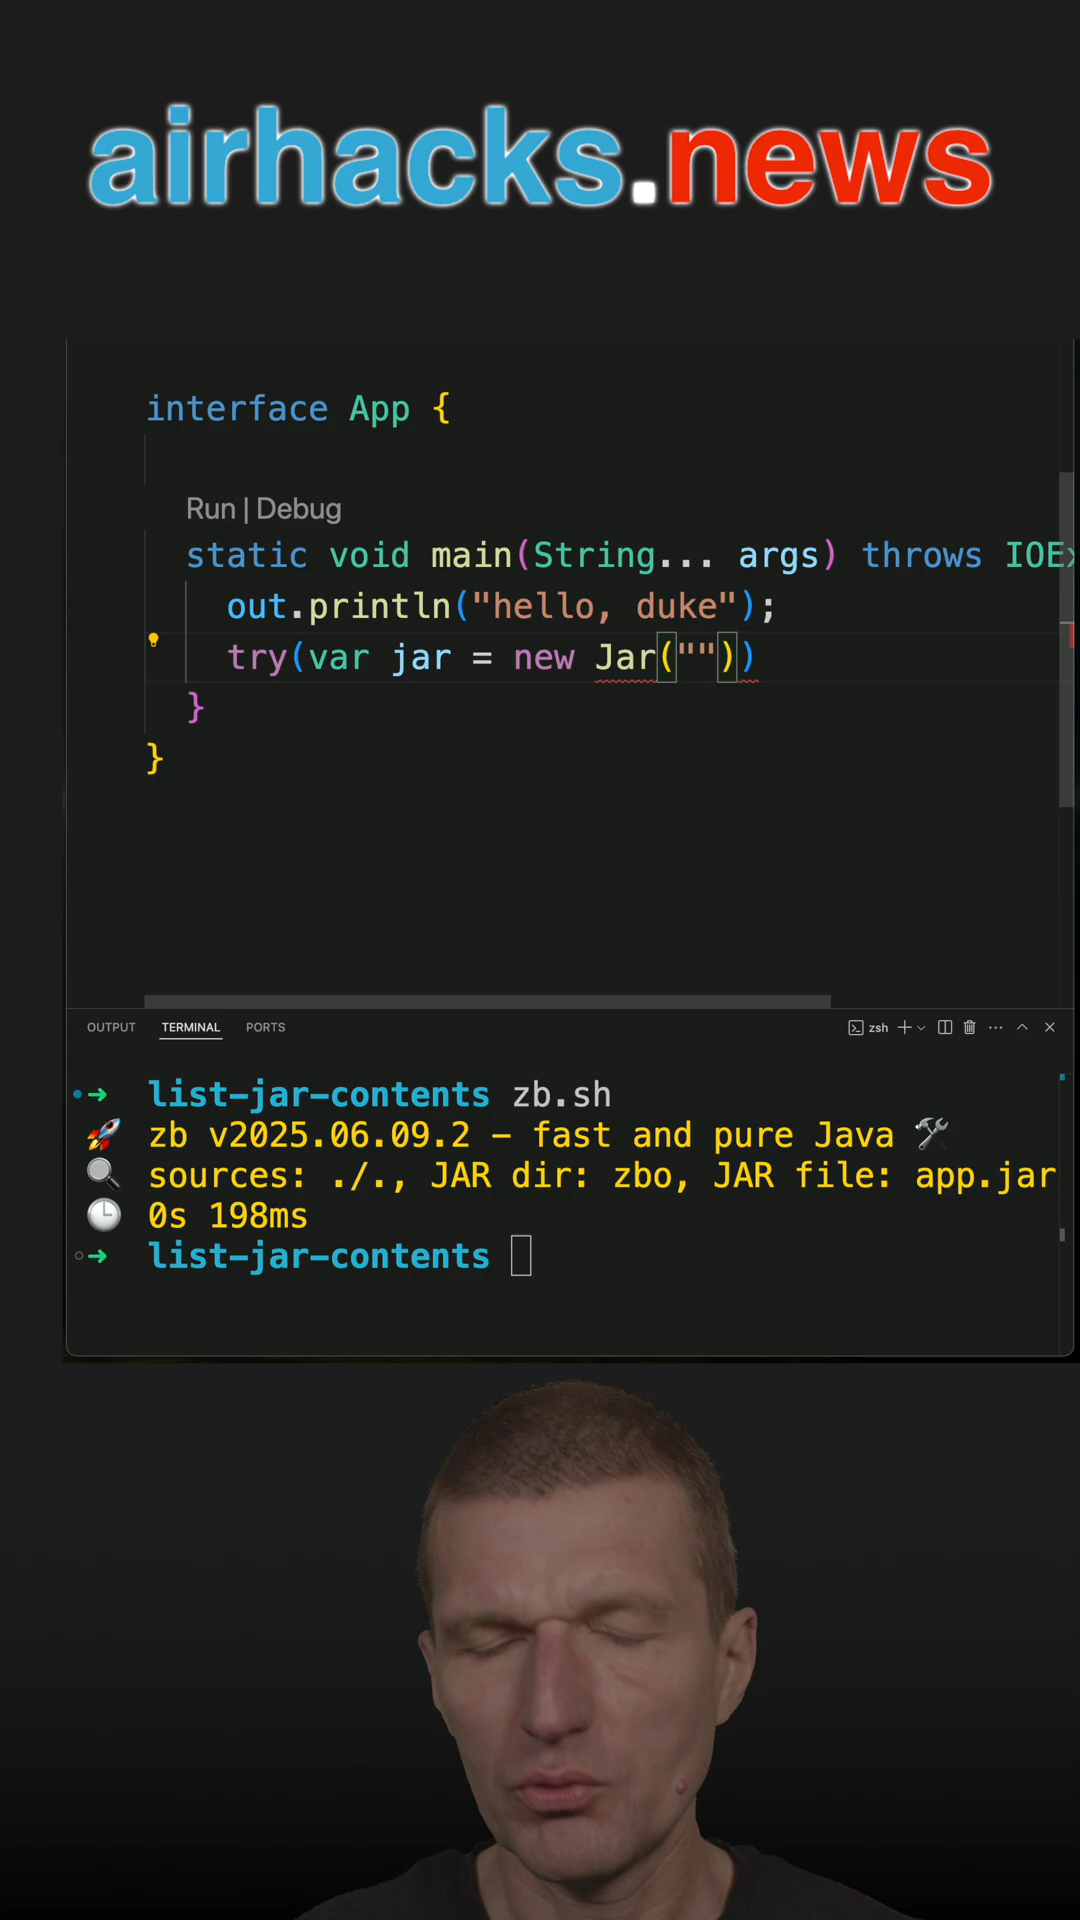 airhacks.news
interface App {
Run | Debug
static void main(String... args) throws IOEx
out.println("hello, duke");
try(var jar = new Jar(""))
}
}
OUTPUT TERMINAL PORTS zsh
list-jar-contents zb.sh
zb v2025.06.09.2 – fast and pure Java
sources: ./., JAR dir: zbo, JAR file: app.jar
0s 198ms
list-jar-contents